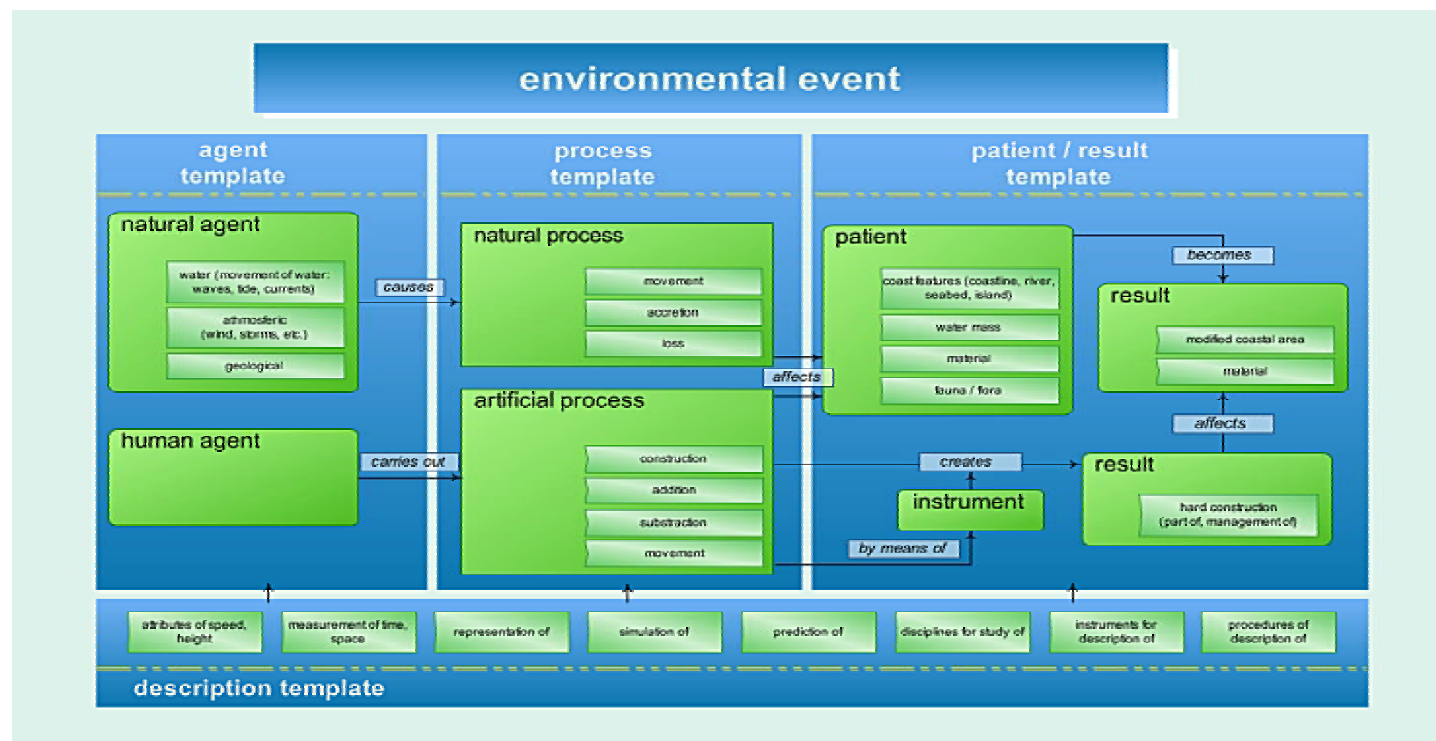 environmental event
agent
template
natural agent
water (movement of water:
waves, tide, currents)
athmosferic
(wind, storms, etc.)
geological
human agent
causes
carries out
process
template
natural process
movement
accretion
loss
artificial process
construction
addition
substraction
movement
affects
patient / result
template
patient
coast features (coastine, river,
seabed, island)
water mass
material
fauna / flora
becomes
result
modified coastal area
material
affects
creates
result
hard construction
(part of, management of)
instrument
by means of
attributes of speed,
height
measurement of time,
space
representation of
simulation of
prediction of
disciplines for study of
instruments for
description of
procedures of
description of
description template